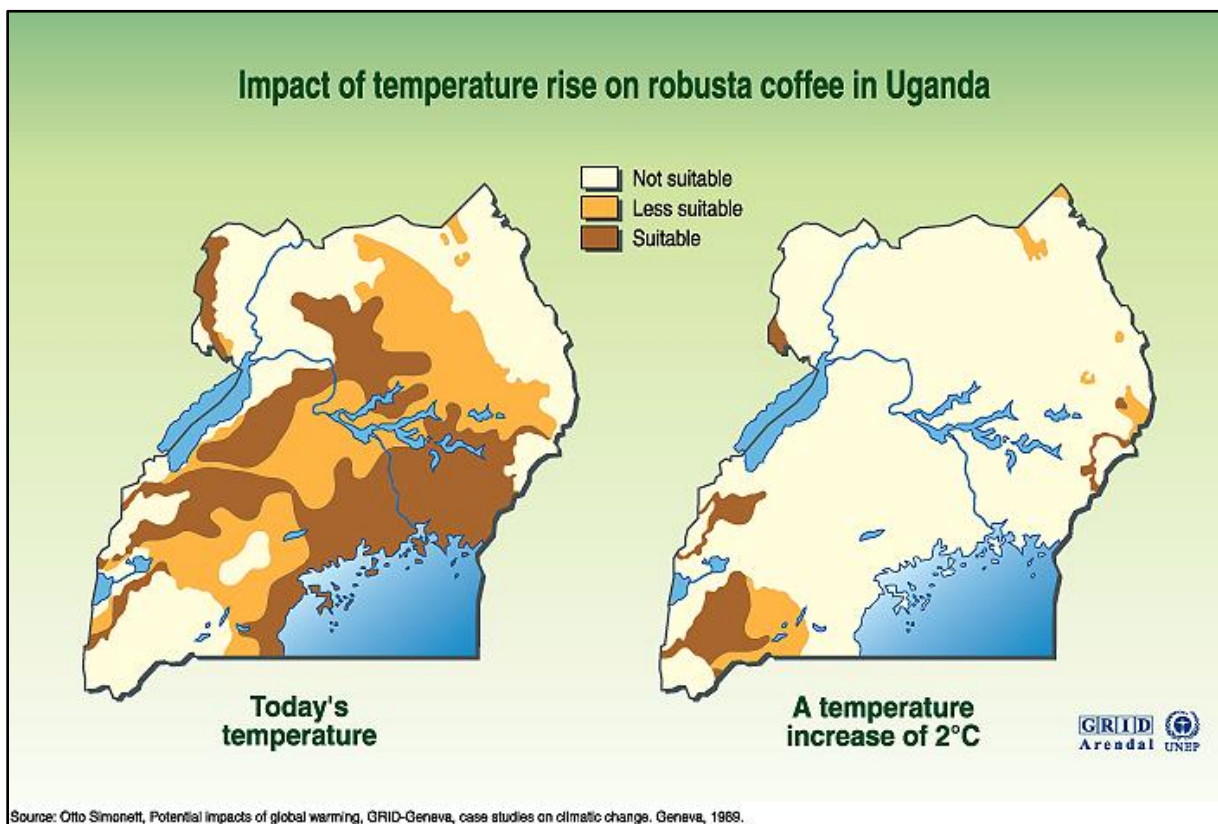 Impact of temperature rise on robusta coffee in Uganda
Not suitable
Less suitable
Suitable
Today's
temperature
A temperature
increase of 2°C
GRID
Arendal
UNEP
Source: Otto Simonett, Potential impacts of global warming, GRID-Geneva, case studies on climatic change. Geneva, 1989.